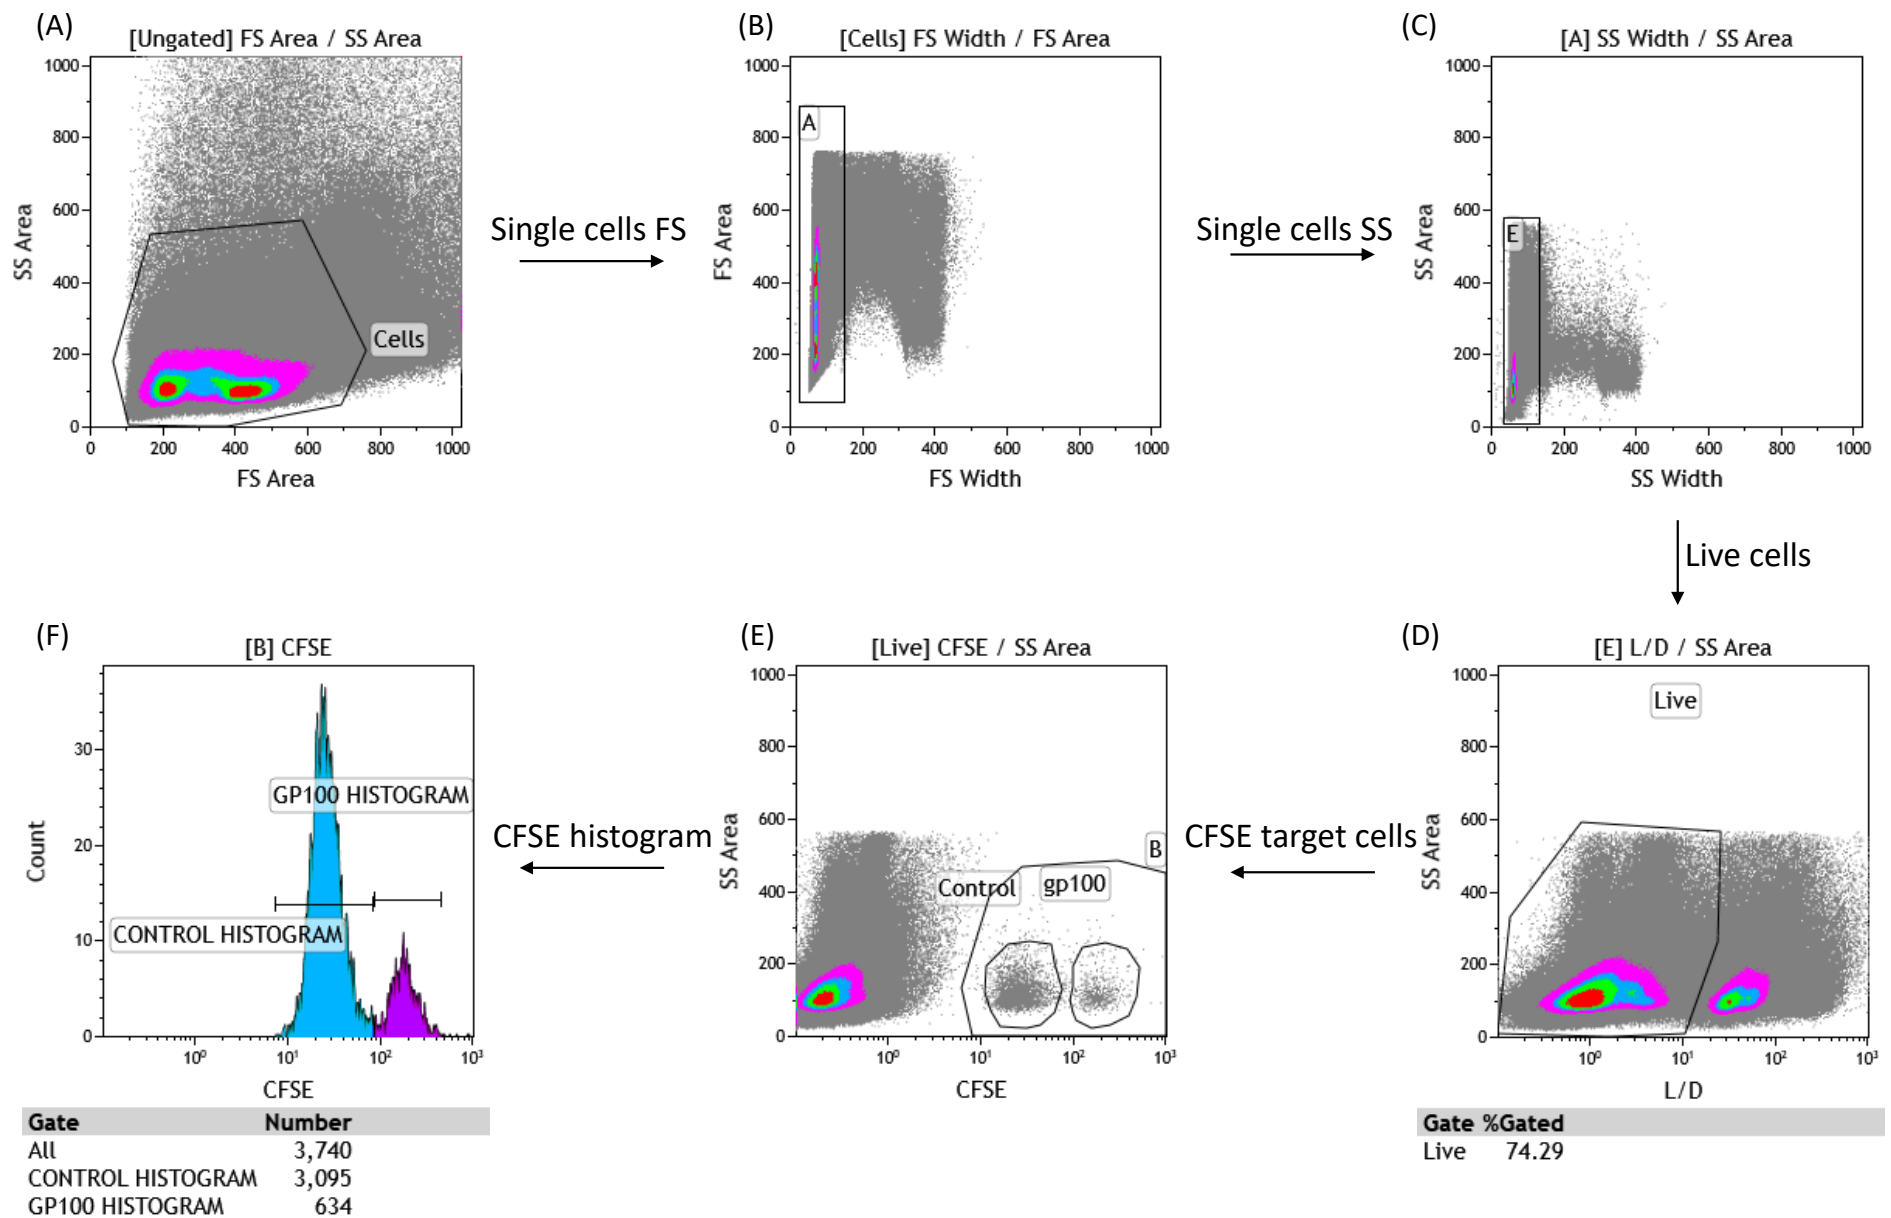 (A)
[Ungated] FS Area / SS Area
1000
800
600
400
200
0
SS Area
Cells
0 200 400 600 800 1000
FS Area
Single cells FS
(B)
[Cells] FS Width / FS Area
1000
800
600
400
200
0
FS Area
A
0 200 400 600 800 1000
FS Width
Single cells SS
(C)
[A] SS Width / SS Area
1000
800
600
400
200
0
SS Area
E
0 200 400 600 800 1000
SS Width
Live cells
(D)
[E] L/D / SS Area
1000
800
600
400
200
0
SS Area
Live
10⁰ 10¹ 10² 10³
L/D
Gate %Gated
Live 74.29
CFSE target cells
(E)
[Live] CFSE / SS Area
1000
800
600
400
200
0
SS Area
B
Control
gp100
10⁰ 10¹ 10² 10³
CFSE
CFSE histogram
(F)
[B] CFSE
30
20
10
0
Count
GP100 HISTOGRAM
CONTROL HISTOGRAM
10⁰ 10¹ 10² 10³
CFSE
Gate Number
All 3,740
CONTROL HISTOGRAM 3,095
GP100 HISTOGRAM 634